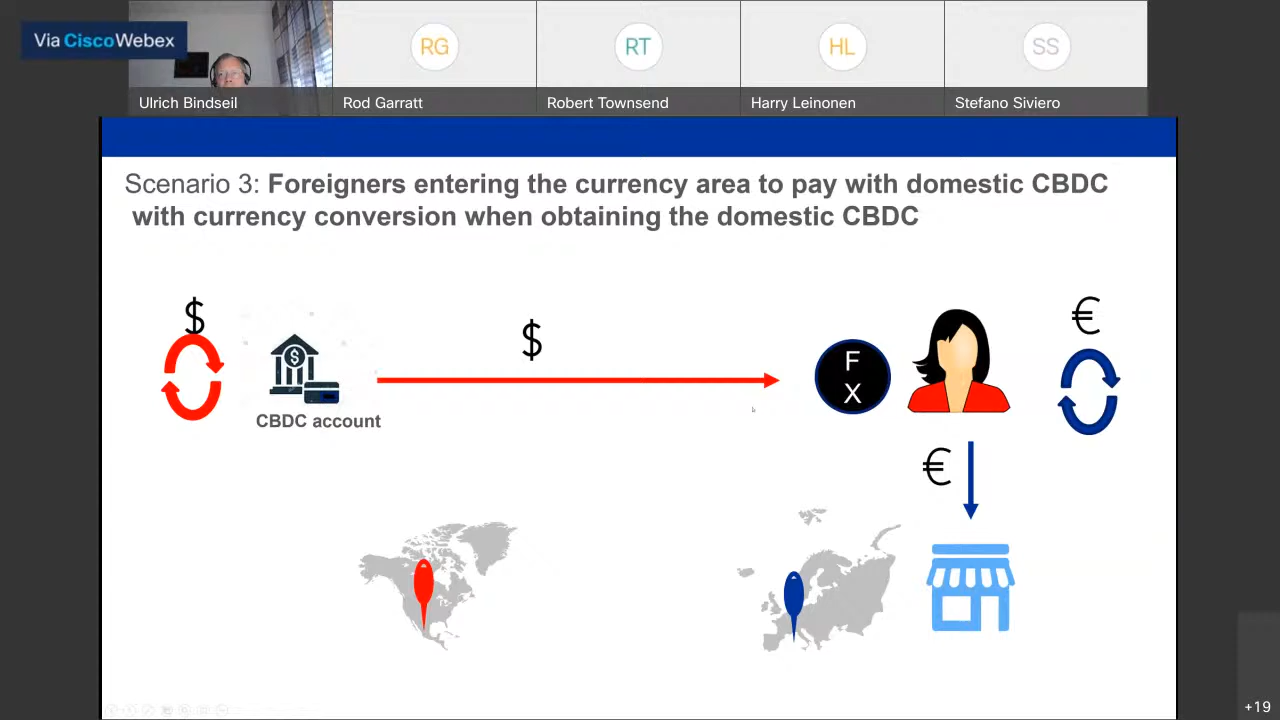 Via Cisco Webex
RG
RT
HL
SS
Ulrich Bindseil
Rod Garratt
Robert Townsend
Harry Leinonen
Stefano Siviero
Scenario 3: Foreigners entering the currency area to pay with domestic CBDC
with currency conversion when obtaining the domestic CBDC
$
$
€
$
F
X
CBDC account
€
+19